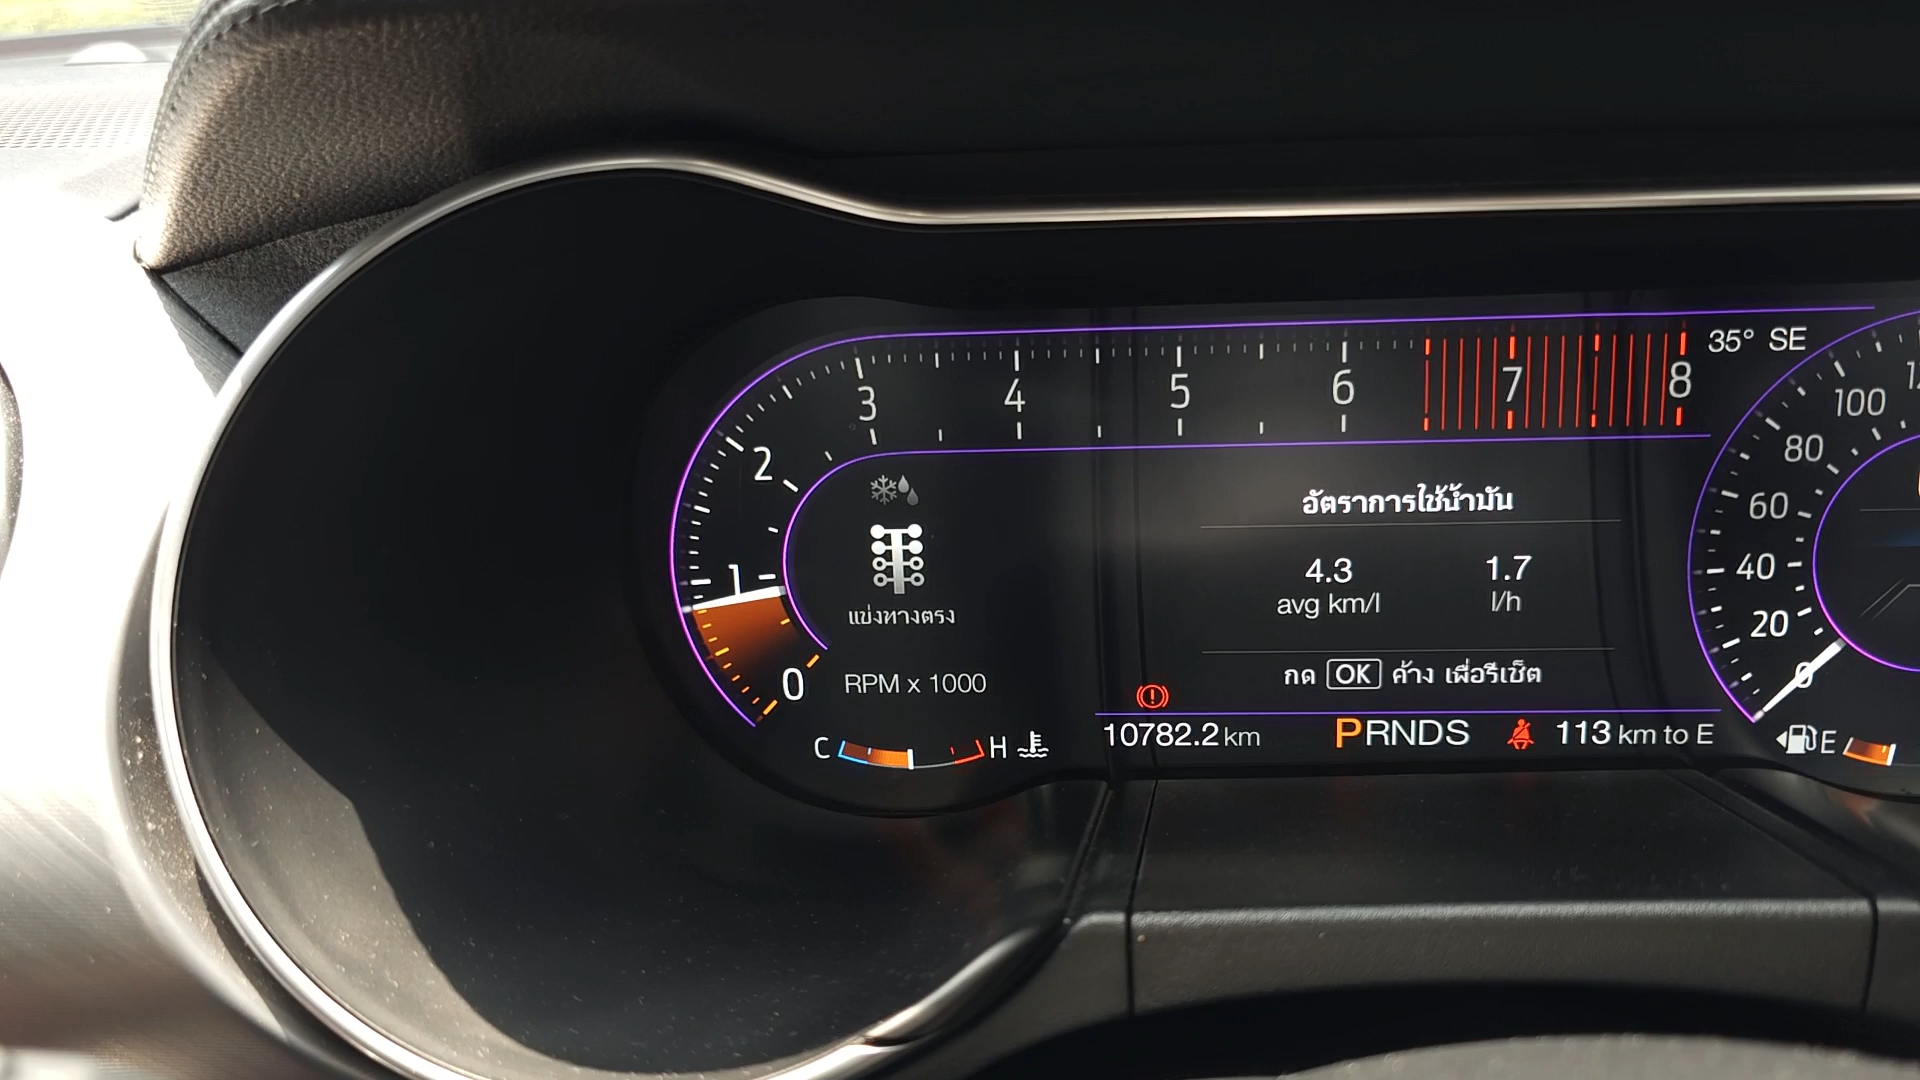 3 4 5 6 7 8
35° SE
2
1
0
แข่งทางตรง
RPM x 1000
C H
อัตราการใช้น้ำมัน
4.3 1.7
avg km/l l/h
กด OK ค้าง เพื่อรีเซ็ต
10782.2 km PRNDS 113 km to E
100
80
60
40
20
0
E